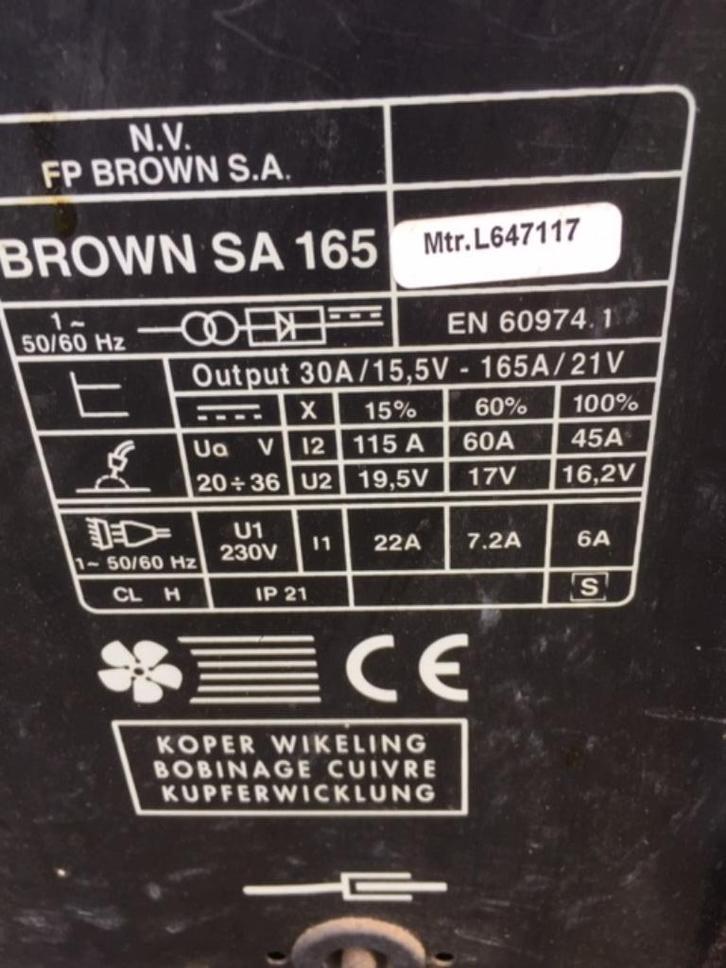 N.V.
FP BROWN S.A.
BROWN SA 165
Mtr.L647117
1~
50/60 Hz
EN 60974.1
Output 30A/15,5V - 165A/21V
X 15% 60% 100%
Uo V I2 115 A 60A 45A
20÷36 U2 19,5V 17V 16,2V
1~ 50/60 Hz U1 230V I1 22A 7.2A 6A
CL H IP 21 S
CE
KOPER WIKELING
BOBINAGE CUIVRE
KUPFERWICKLUNG